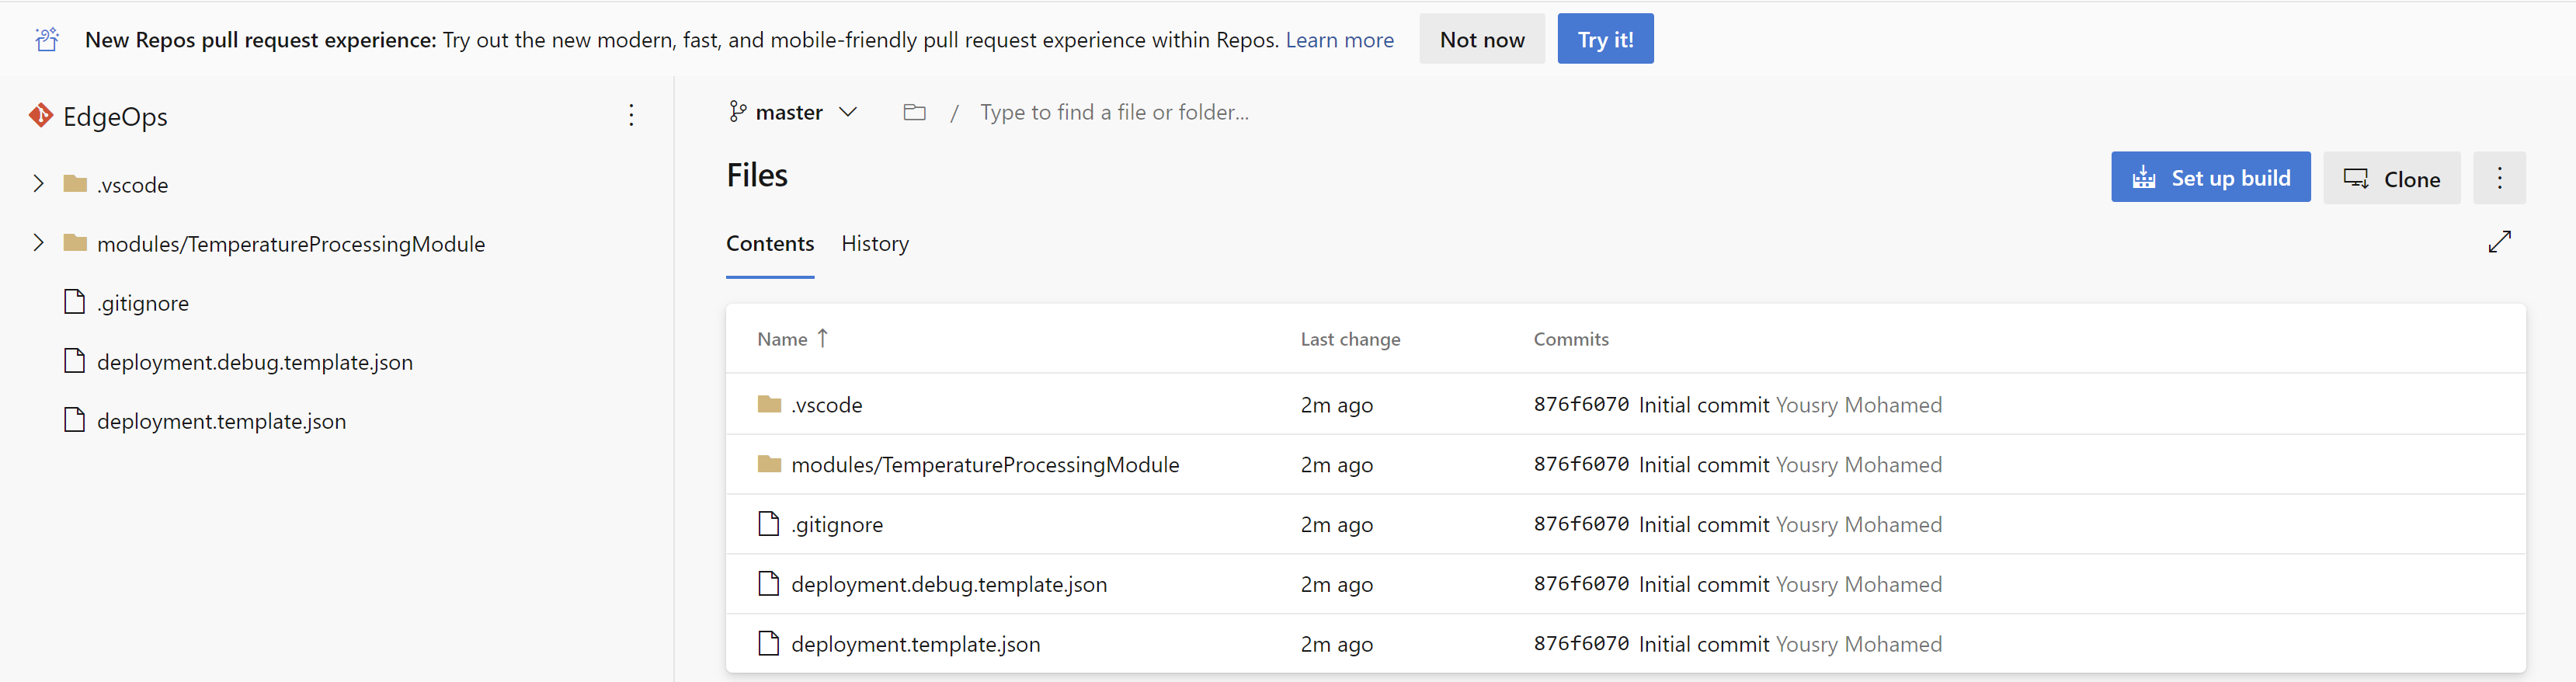 New Repos pull request experience: Try out the new modern, fast, and mobile-friendly pull request experience within Repos. Learn more Not now Try it!
EdgeOps
.vscode
modules/TemperatureProcessingModule
.gitignore
deployment.debug.template.json
deployment.template.json
master / Type to find a file or folder...
Files
Set up build Clone
Contents History
Name ↑ Last change Commits
.vscode 2m ago 876f6070 Initial commit Yousry Mohamed
modules/TemperatureProcessingModule 2m ago 876f6070 Initial commit Yousry Mohamed
.gitignore 2m ago 876f6070 Initial commit Yousry Mohamed
deployment.debug.template.json 2m ago 876f6070 Initial commit Yousry Mohamed
deployment.template.json 2m ago 876f6070 Initial commit Yousry Mohamed